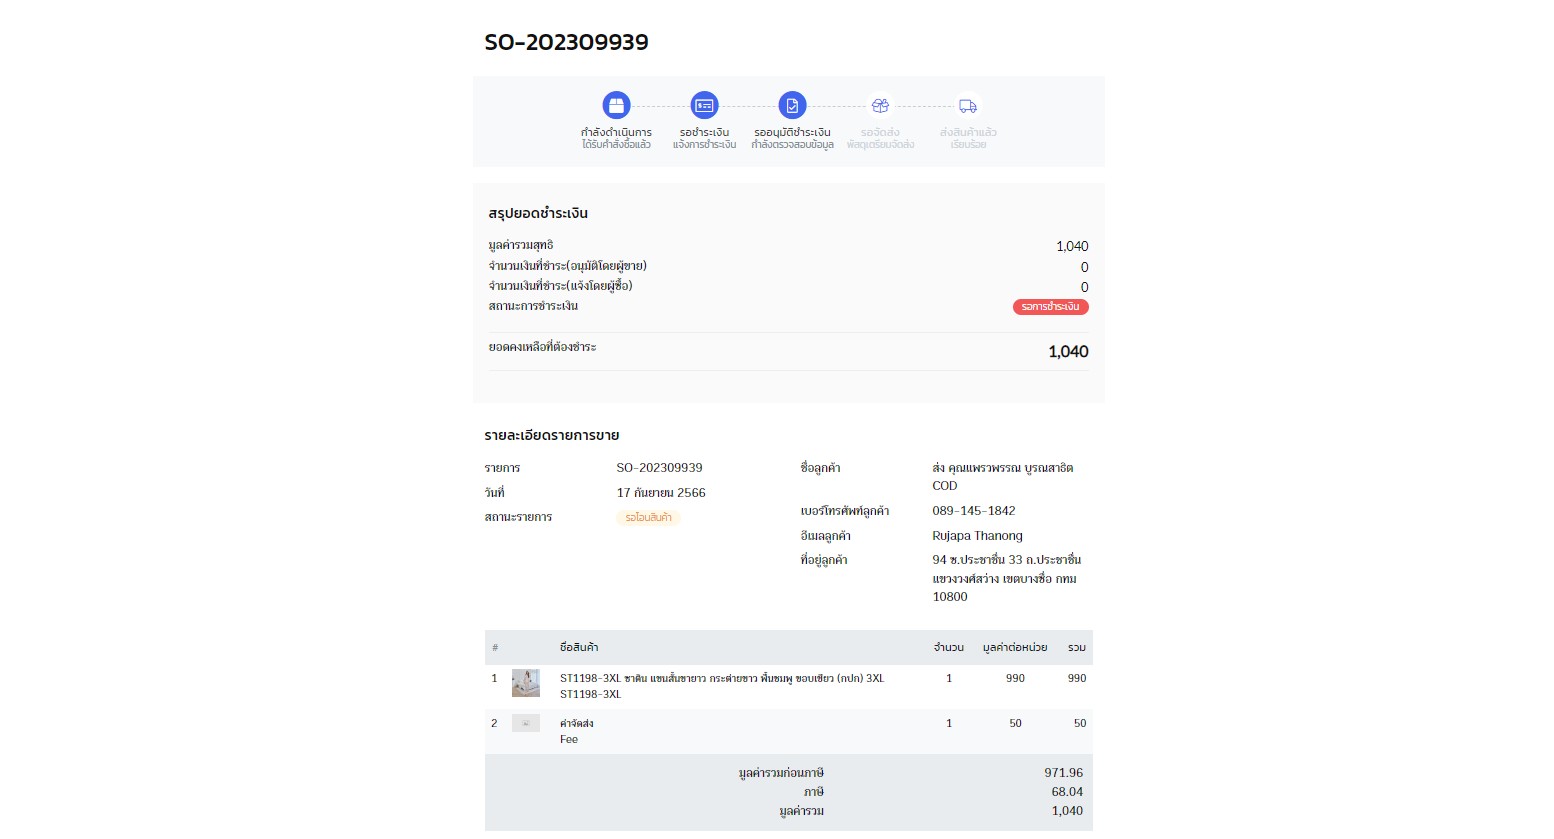 SO-202309939
กำลังดำเนินการ
ได้รับคำสั่งซื้อแล้ว
รอชำระเงิน
แจ้งการชำระเงิน
รออนุมัติชำระเงิน
กำลังตรวจสอบข้อมูล
รอจัดส่ง
พัสดุเตรียมจัดส่ง
ส่งสินค้าแล้ว
เรียบร้อย
สรุปยอดชำระเงิน
มูลค่ารวมสุทธิ 1,040
จำนวนเงินที่ชำระ(อนุมัติโดยผู้ขาย) 0
จำนวนเงินที่ชำระ(แจ้งโดยผู้ซื้อ) 0
สถานะการชำระเงิน รอการชำระเงิน
ยอดคงเหลือที่ต้องชำระ 1,040
รายละเอียดรายการขาย
รายการ SO-202309939
วันที่ 17 กันยายน 2566
สถานะรายการ รอโอนสินค้า
ชื่อลูกค้า ส่ง คุณแพรวพรรณ บูรณสาธิต
COD
เบอร์โทรศัพท์ลูกค้า 089-145-1842
อีเมลลูกค้า Rujapa Thanong
ที่อยู่ลูกค้า 94 ซ.ประชาชื่น 33 ถ.ประชาชื่น
แขวงวงศ์สว่าง เขตบางซื่อ กทม
10800
# ชื่อสินค้า จำนวน มูลค่าต่อหน่วย รวม
1 ST1198-3XL ซาติน แขนสั้นขายาว กระต่ายขาว พื้นชมพู ขอบเขียว (กปก) 3XL 1 990 990
ST1198-3XL
2 ค่าจัดส่ง 1 50 50
Fee
มูลค่ารวมก่อนภาษี 971.96
ภาษี 68.04
มูลค่ารวม 1,040